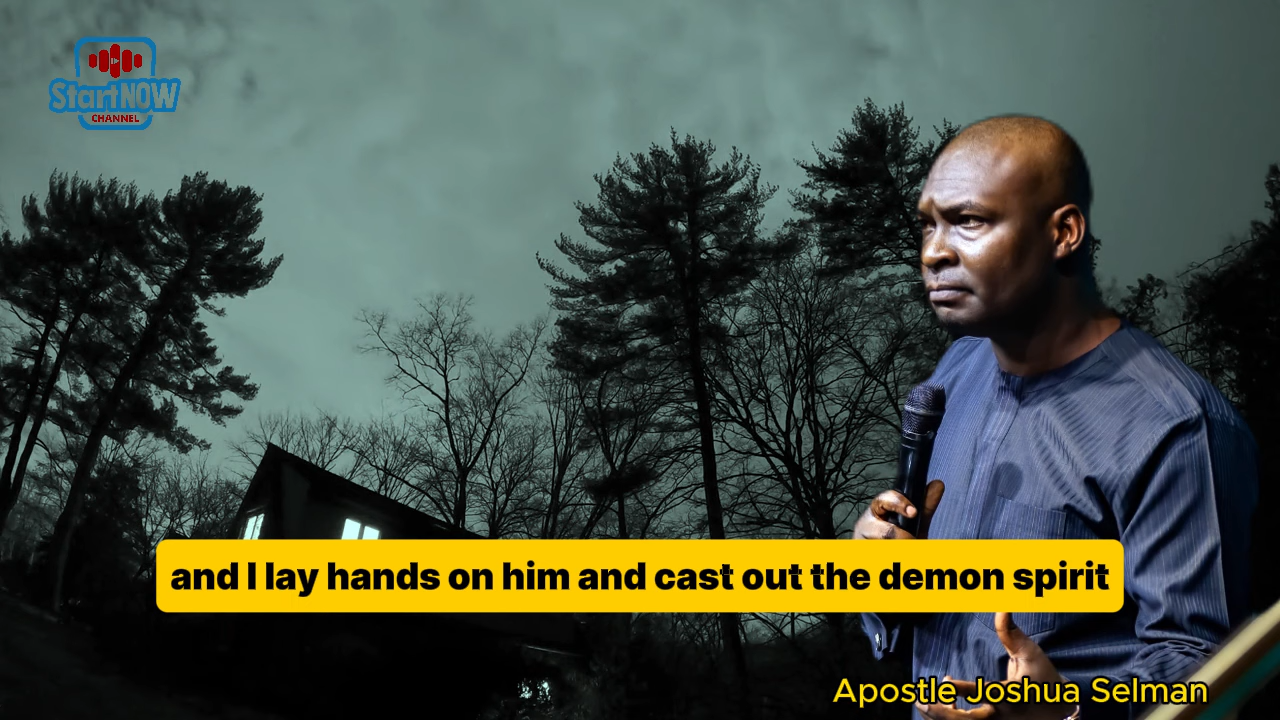 StartNOW
CHANNEL
and I lay hands on him and cast out the demon spirit
Apostle Joshua Selman